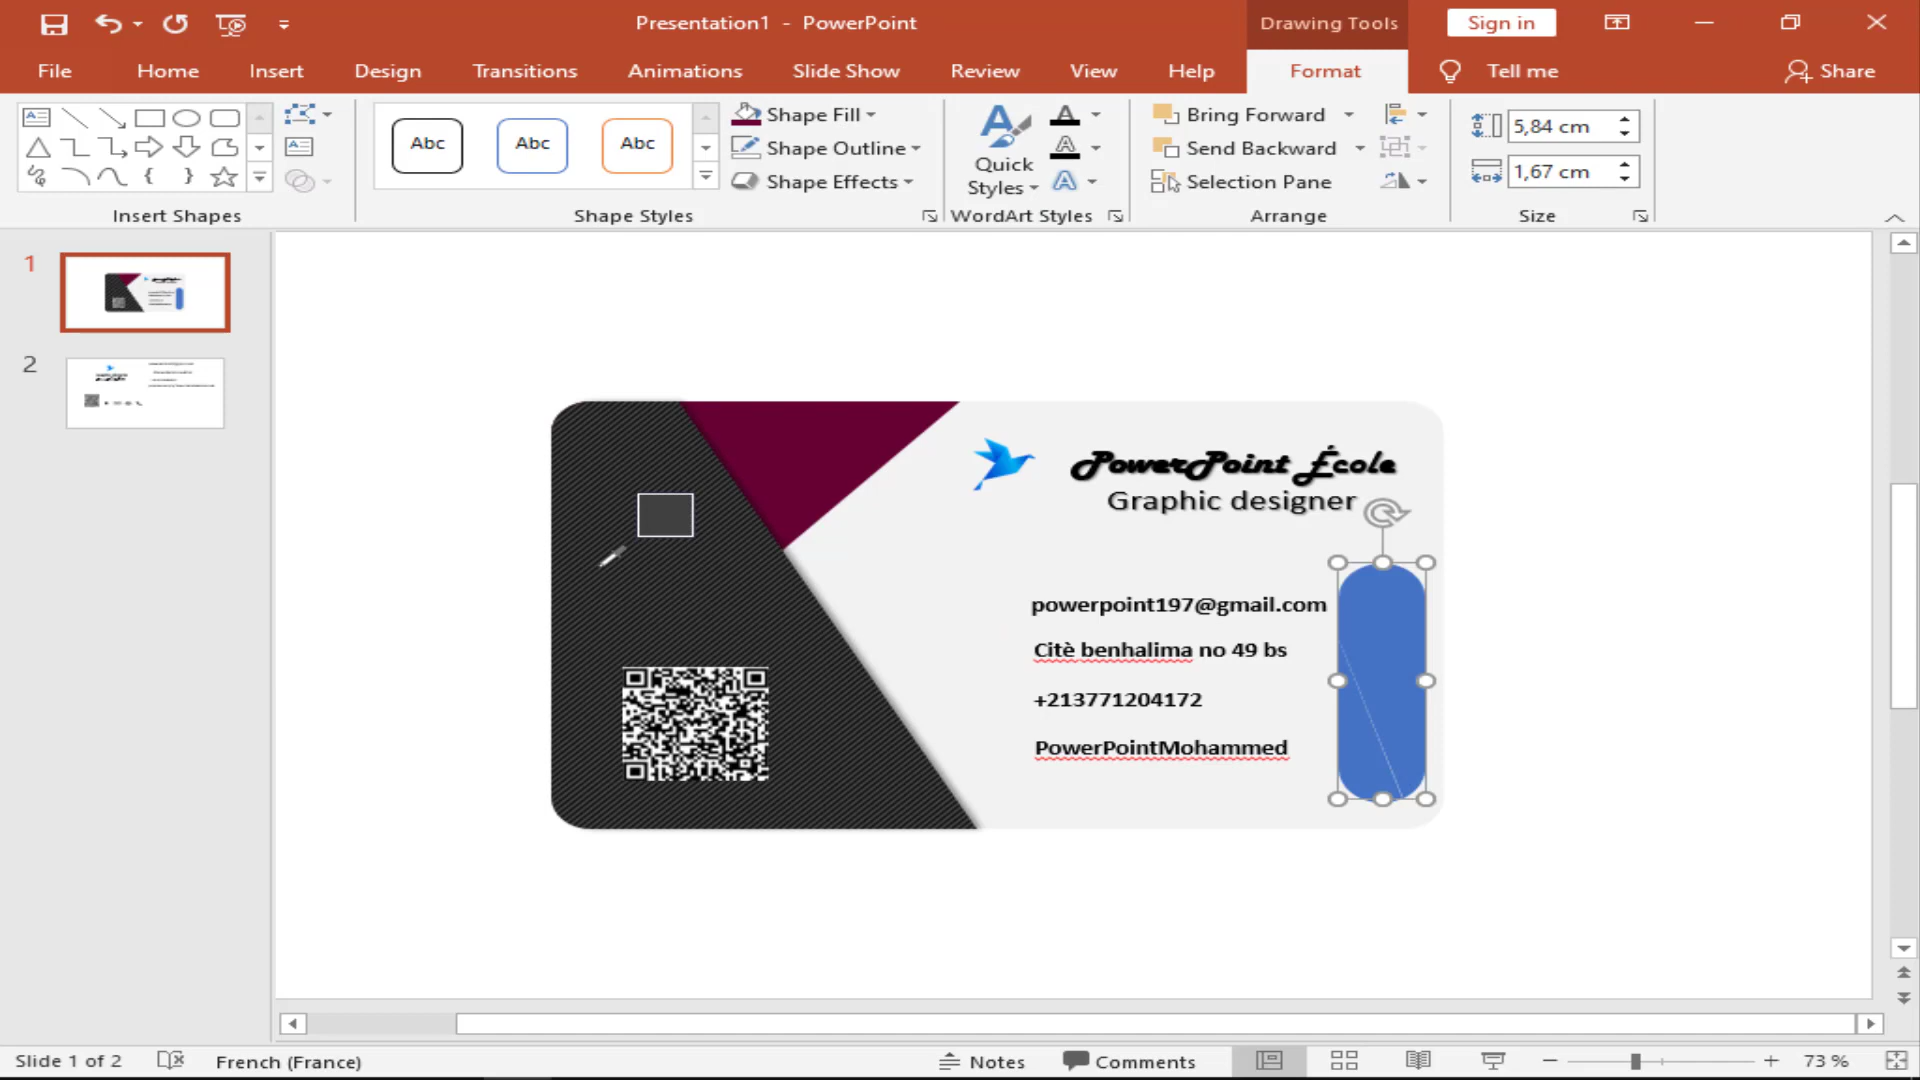 Presentation1 - PowerPoint
Drawing Tools
Sign in
File
Home
Insert
Design
Transitions
Animations
Slide Show
Review
View
Help
Format
Tell me
Share
Abc
Abc
Abc
Shape Fill
Shape Outline
Shape Effects
Quick
Styles
Bring Forward
Send Backward
Selection Pane
5,84 cm
1,67 cm
Insert Shapes
Shape Styles
WordArt Styles
Arrange
Size
1
2
PowerPoint École
Graphic designer
powerpoint197@gmail.com
Citè benhalima no 49 bs
+213771204172
PowerPointMohammed
Slide 1 of 2
French (France)
Notes
Comments
73 %